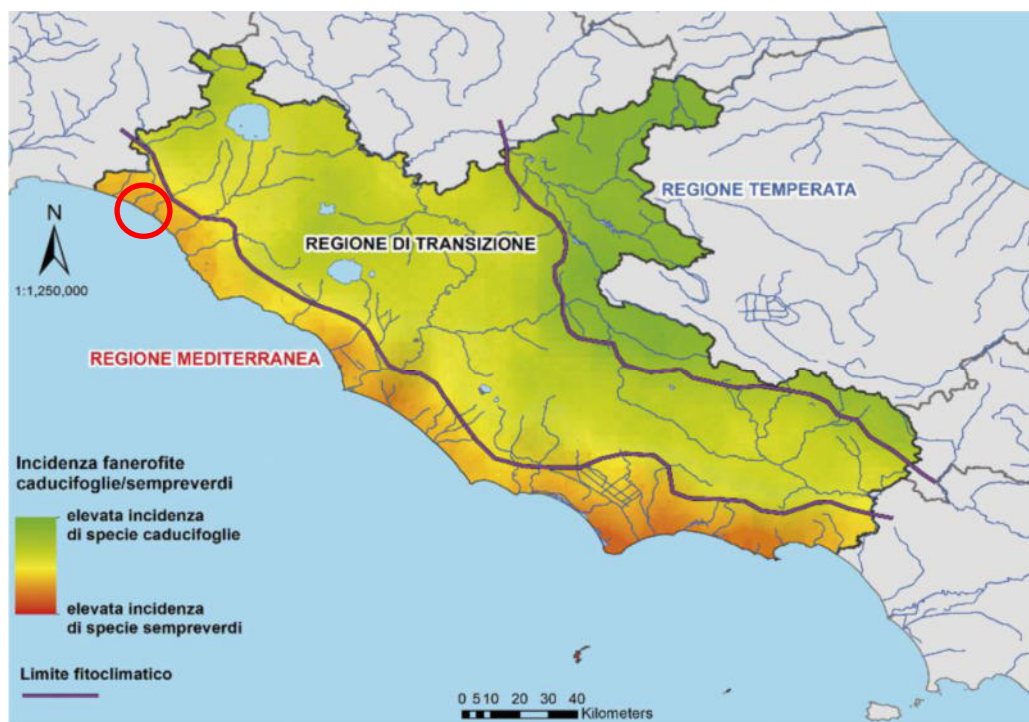 REGIONE TEMPERATA
N
REGIONE DI TRANSIZIONE
1:1,250,000
REGIONE MEDITERRANEA
Incidenza fanerofite
caducifoglie/sempreverdi
elevata incidenza
di specie caducifoglie
elevata incidenza
di specie sempreverdi
Limite fitoclimatico
0 5 10 20 30 40
Kilometers